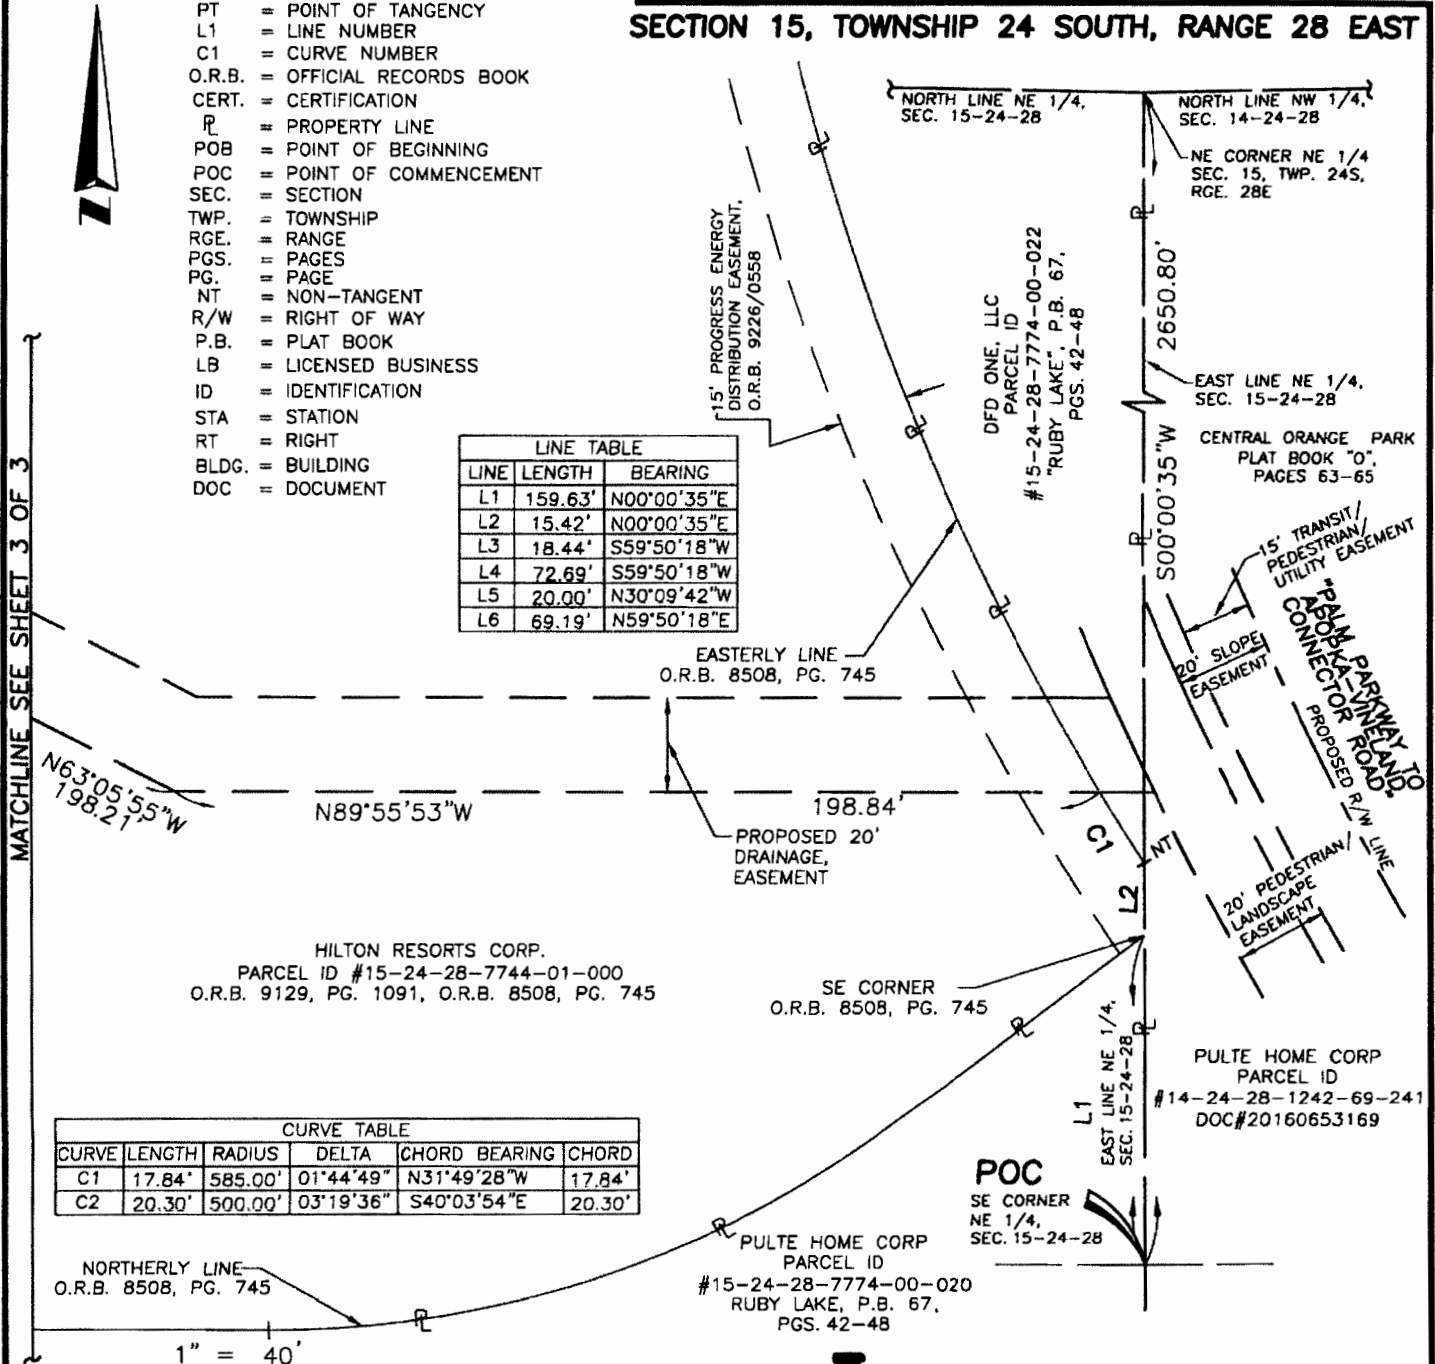 PT = POINT OF TANGENCY
L1 = LINE NUMBER
C1 = CURVE NUMBER
O.R.B. = OFFICIAL RECORDS BOOK
CERT. = CERTIFICATION
PL = PROPERTY LINE
POB = POINT OF BEGINNING
POC = POINT OF COMMENCEMENT
SEC. = SECTION
TWP. = TOWNSHIP
RGE. = RANGE
PGS. = PAGES
PG. = PAGE
NT = NON-TANGENT
R/W = RIGHT OF WAY
P.B. = PLAT BOOK
LB = LICENSED BUSINESS
ID = IDENTIFICATION
STA = STATION
RT = RIGHT
BLDG. = BUILDING
DOC = DOCUMENT
N
SECTION 15, TOWNSHIP 24 SOUTH, RANGE 28 EAST
NORTH LINE NE 1/4,
SEC. 15-24-28
NORTH LINE NW 1/4,
SEC. 14-24-28
NE CORNER NE 1/4
SEC. 15, TWP. 24S,
RGE. 28E
PL
PL
2650.80'
S00°00'35"W
15' PROGRESS ENERGY
DISTRIBUTION EASEMENT,
O.R.B. 9226/0558
DFD ONE, LLC
PARCEL ID
#15-24-28-7774-00-022
"RUBY LAKE", P.B. 67,
PGS. 42-48
EAST LINE NE 1/4,
SEC. 15-24-28
CENTRAL ORANGE PARK
PLAT BOOK "O",
PAGES 63-65
PL
PL
PL
LINE TABLE
LINE LENGTH BEARING
L1 159.63' N00°00'35"E
L2 15.42' N00°00'35"E
L3 18.44' S59°50'18"W
L4 72.69' S59°50'18"W
L5 20.00' N30°09'42"W
L6 69.19' N59°50'18"E
15' TRANSIT/
PEDESTRIAN/
UTILITY EASEMENT
"PALM PARKWAY TO
APOPKA-VINELAND
CONNECTOR ROAD"
PROPOSED R/W LINE
20' SLOPE
EASEMENT
EASTERLY LINE
O.R.B. 8508, PG. 745
MATCHLINE SEE SHEET 3 OF 3
N63°05'55"W
198.21'
N89°55'53"W
198.84'
PROPOSED 20'
DRAINAGE,
EASEMENT
C1
NT
L2
20' PEDESTRIAN/
LANDSCAPE
EASEMENT
HILTON RESORTS CORP.
PARCEL ID #15-24-28-7744-01-000
O.R.B. 9129, PG. 1091, O.R.B. 8508, PG. 745
SE CORNER
O.R.B. 8508, PG. 745
PL
PL
EAST LINE NE 1/4,
SEC. 15-24-28
L1
PULTE HOME CORP
PARCEL ID
#14-24-28-1242-69-241
DOC#20160653169
CURVE TABLE
CURVE LENGTH RADIUS DELTA CHORD BEARING CHORD
C1 17.84' 585.00' 01°44'49" N31°49'28"W 17.84'
C2 20.30' 500.00' 03°19'36" S40°03'54"E 20.30'
POC
SE CORNER
NE 1/4,
SEC. 15-24-28
PL
PULTE HOME CORP
PARCEL ID
#15-24-28-7774-00-020
RUBY LAKE, P.B. 67,
PGS. 42-48
NORTHERLY LINE
O.R.B. 8508, PG. 745
PL
1" = 40'